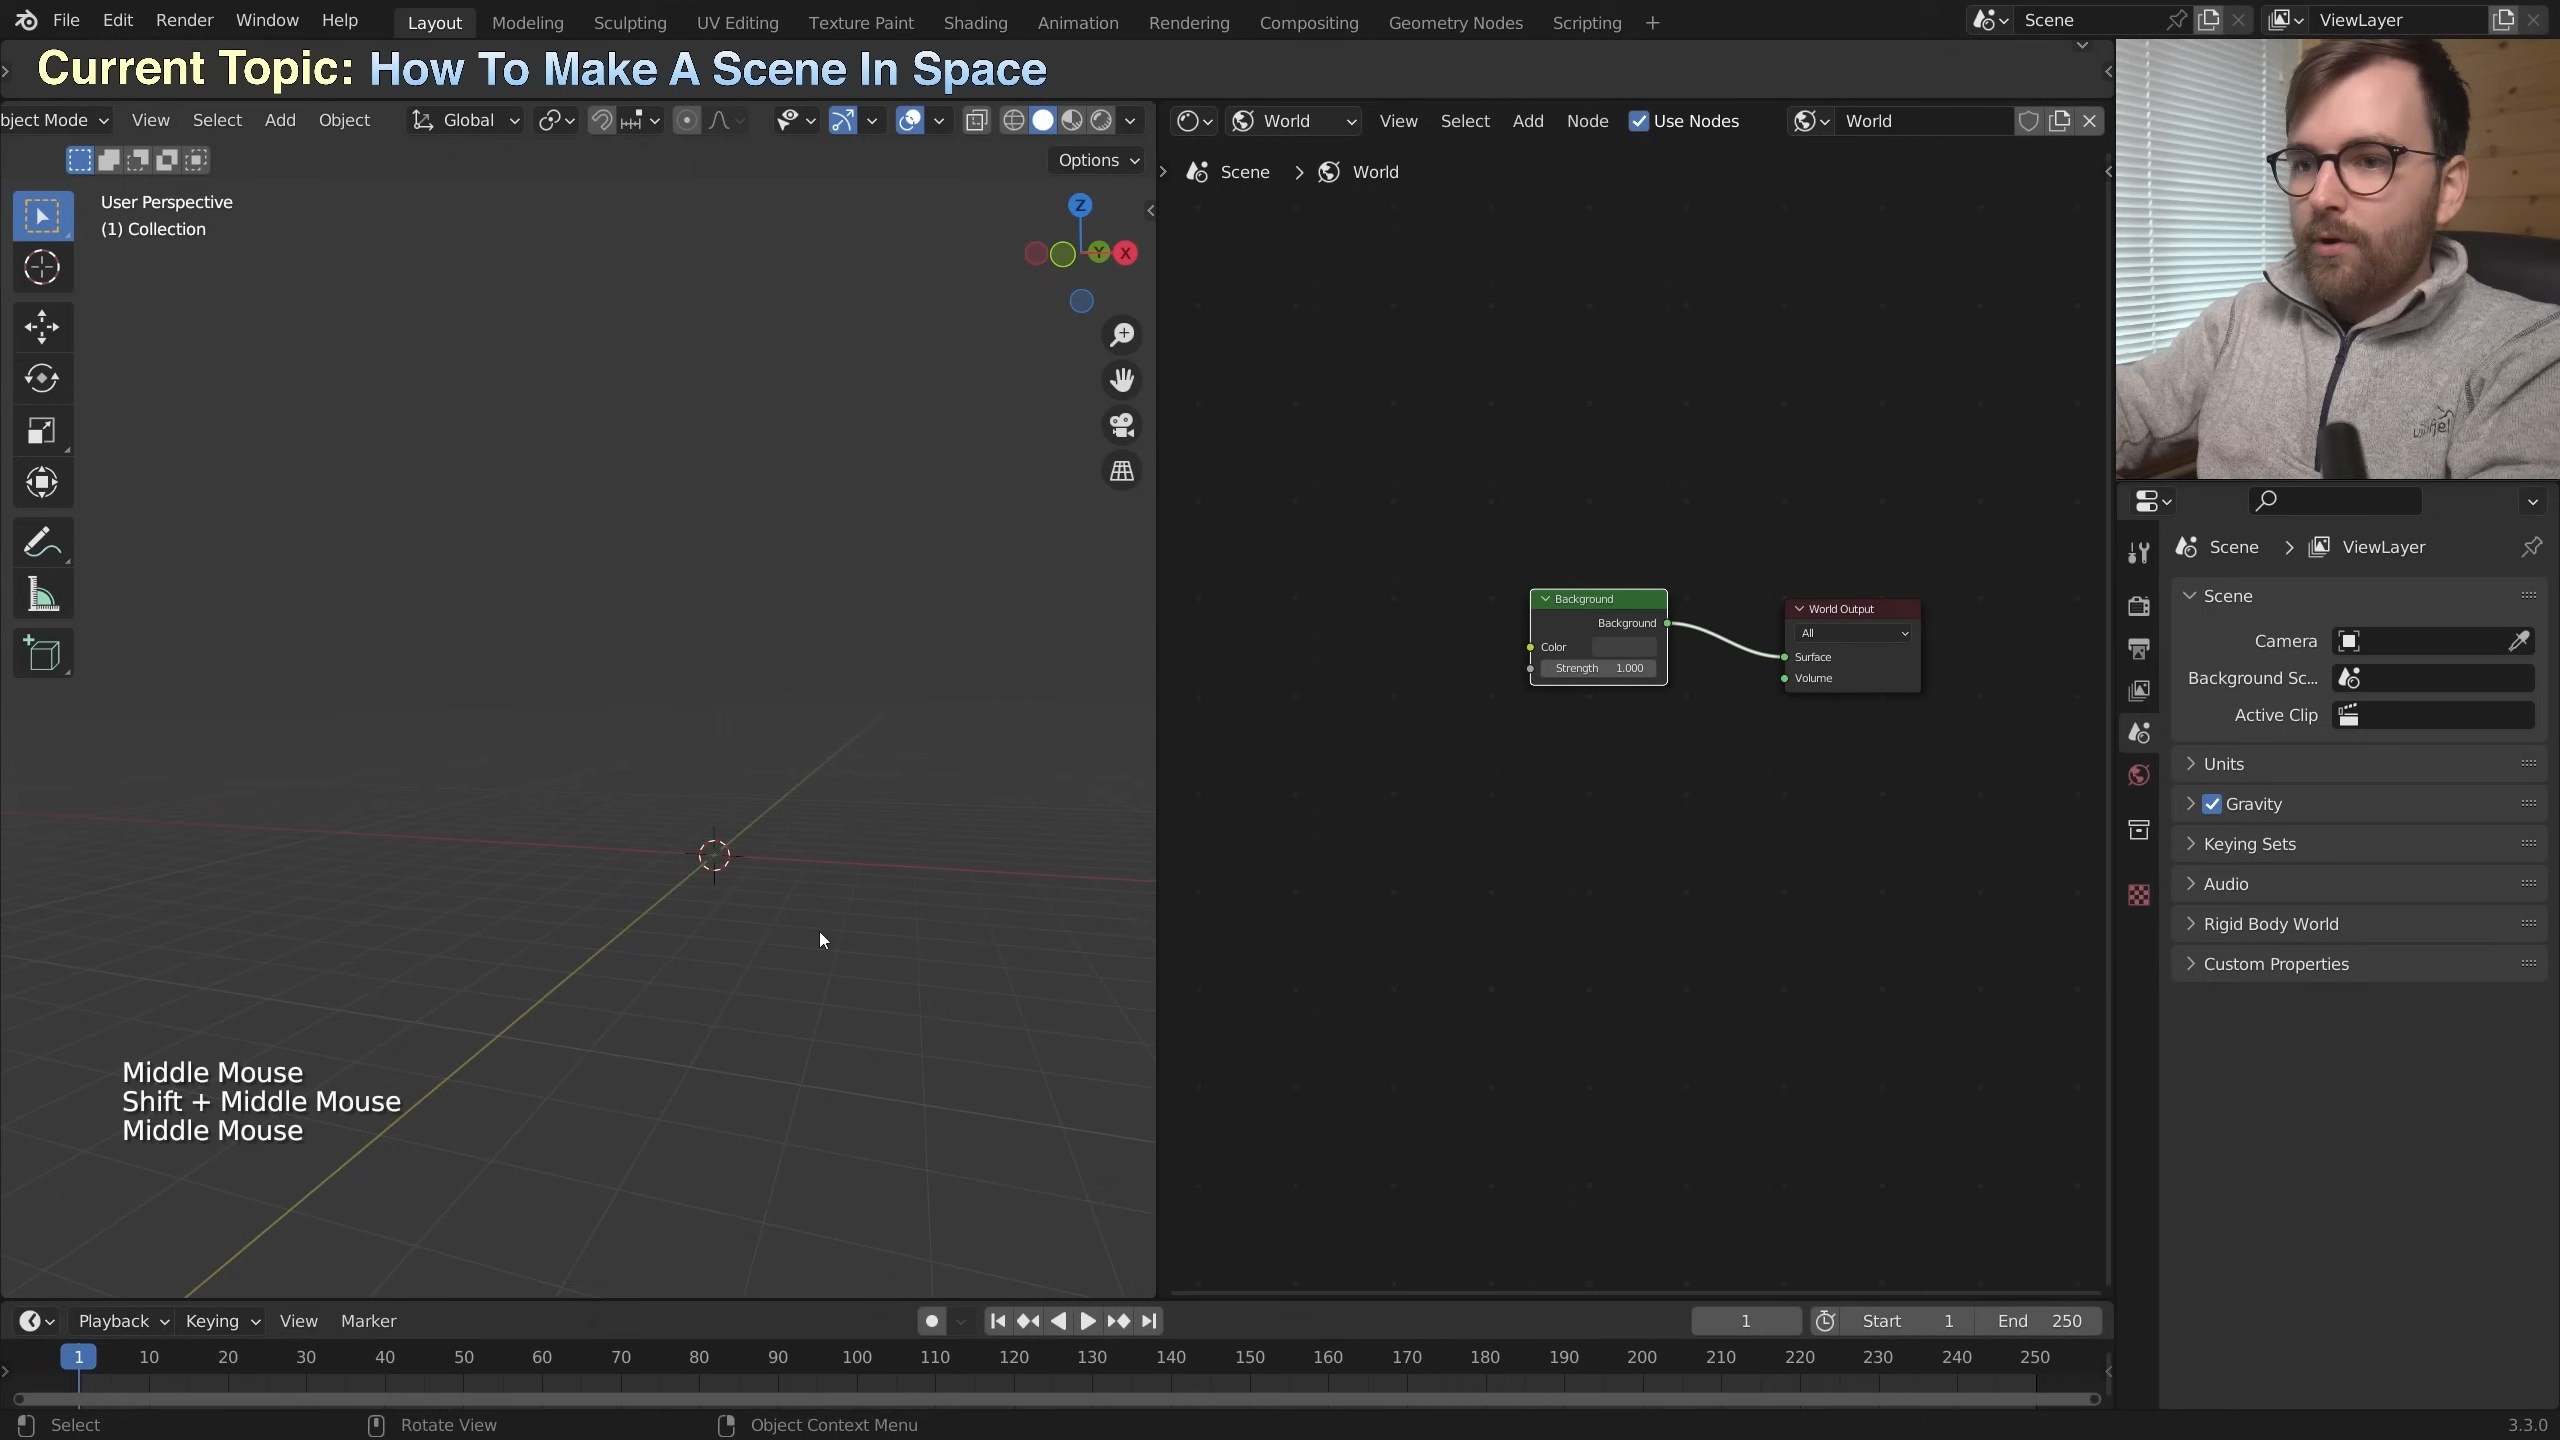 File Edit Render Window Help Layout Modeling Sculpting UV Editing Texture Paint Shading Animation Rendering Compositing Geometry Nodes Scripting + Scene ViewLayer
Current Topic: How To Make A Scene In Space
bject Mode View Select Add Object Global World View Select Add Node Use Nodes World
Options
Scene > World
User Perspective
(1) Collection
Z
Y X
Scene > ViewLayer
Scene
Camera
Background Sc...
Active Clip
Units
Gravity
Keying Sets
Audio
Rigid Body World
Custom Properties
Background
Background
Color
Strength 1.000
World Output
All
Surface
Volume
Middle Mouse
Shift + Middle Mouse
Middle Mouse
Playback Keying View Marker 1 Start 1 End 250
1 10 20 30 40 50 60 70 80 90 100 110 120 130 140 150 160 170 180 190 200 210 220 230 240 250
Select Rotate View Object Context Menu 3.3.0